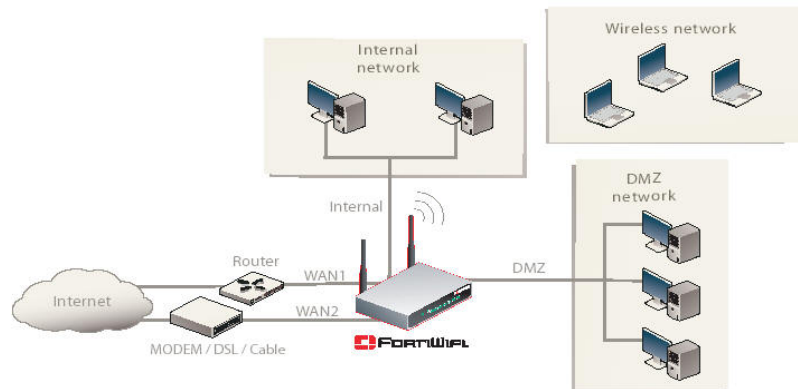 Wireless network
Internal
network
DMZ
network
Internal
Router
WAN1
DMZ
Internet
WAN2
MODEM / DSL / Cable
FORTIWIFI